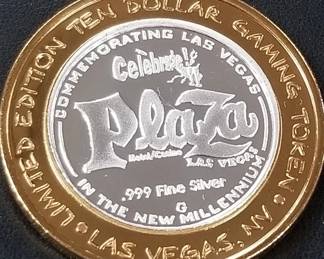 LIMITED EDITION TEN DOLLAR GAMING TOKEN
LAS VEGAS, NV
COMMEMORATING LAS VEGAS
Celebrate
Plaza
Hotel/Casino
LAS VEGAS
.999 Fine Silver
G
IN THE NEW MILLENNIUM